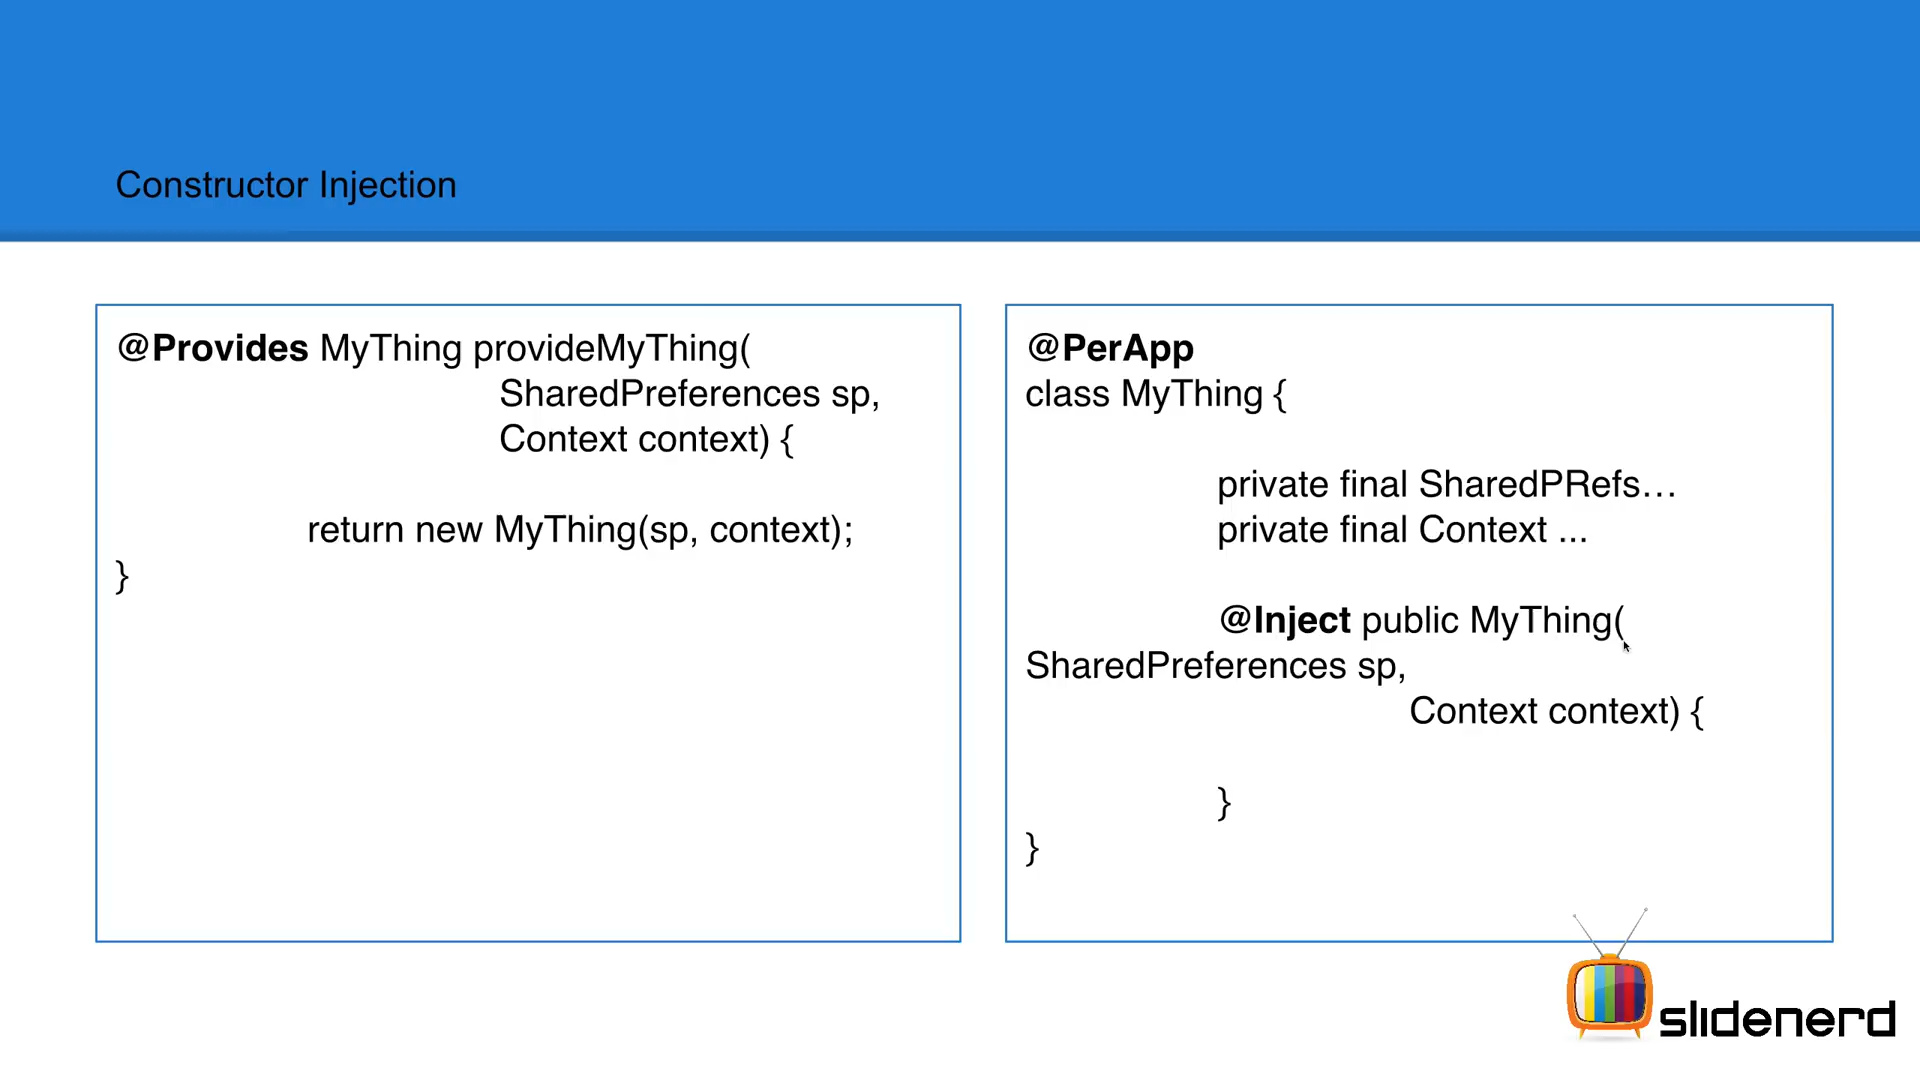 Constructor Injection
@Provides MyThing provideMyThing(
SharedPreferences sp,
Context context) {
return new MyThing(sp, context);
}
@PerApp
class MyThing {
private final SharedPRefs…
private final Context ...
@Inject public MyThing(
SharedPreferences sp,
Context context) {
}
}
slidenerd